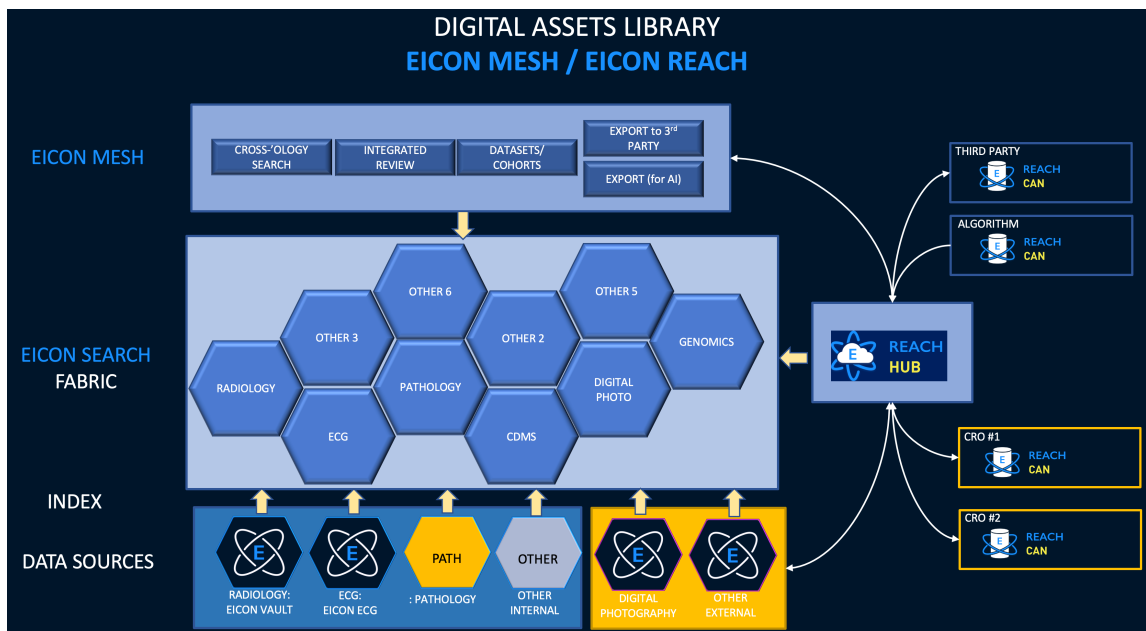 DIGITAL ASSETS LIBRARY
EICON MESH / EICON REACH
EICON MESH
CROSS-'OLOGY
SEARCH
INTEGRATED
REVIEW
DATASETS/
COHORTS
EXPORT to 3rd
PARTY
EXPORT (for AI)
THIRD PARTY
E
REACH
CAN
ALGORITHM
E
REACH
CAN
EICON SEARCH
FABRIC
RADIOLOGY
OTHER 3
ECG
OTHER 6
PATHOLOGY
OTHER 2
CDMS
OTHER 5
DIGITAL
PHOTO
GENOMICS
E
REACH
HUB
CRO #1
E
REACH
CAN
CRO #2
E
REACH
CAN
INDEX
DATA SOURCES
E
RADIOLOGY:
EICON VAULT
E
ECG:
EICON ECG
PATH
: PATHOLOGY
OTHER
OTHER
INTERNAL
E
DIGITAL
PHOTOGRAPHY
E
OTHER
EXTERNAL